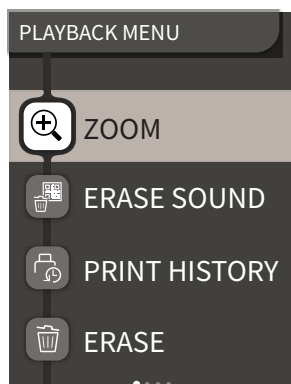 PLAYBACK MENU
ZOOM
ERASE SOUND
PRINT HISTORY
ERASE